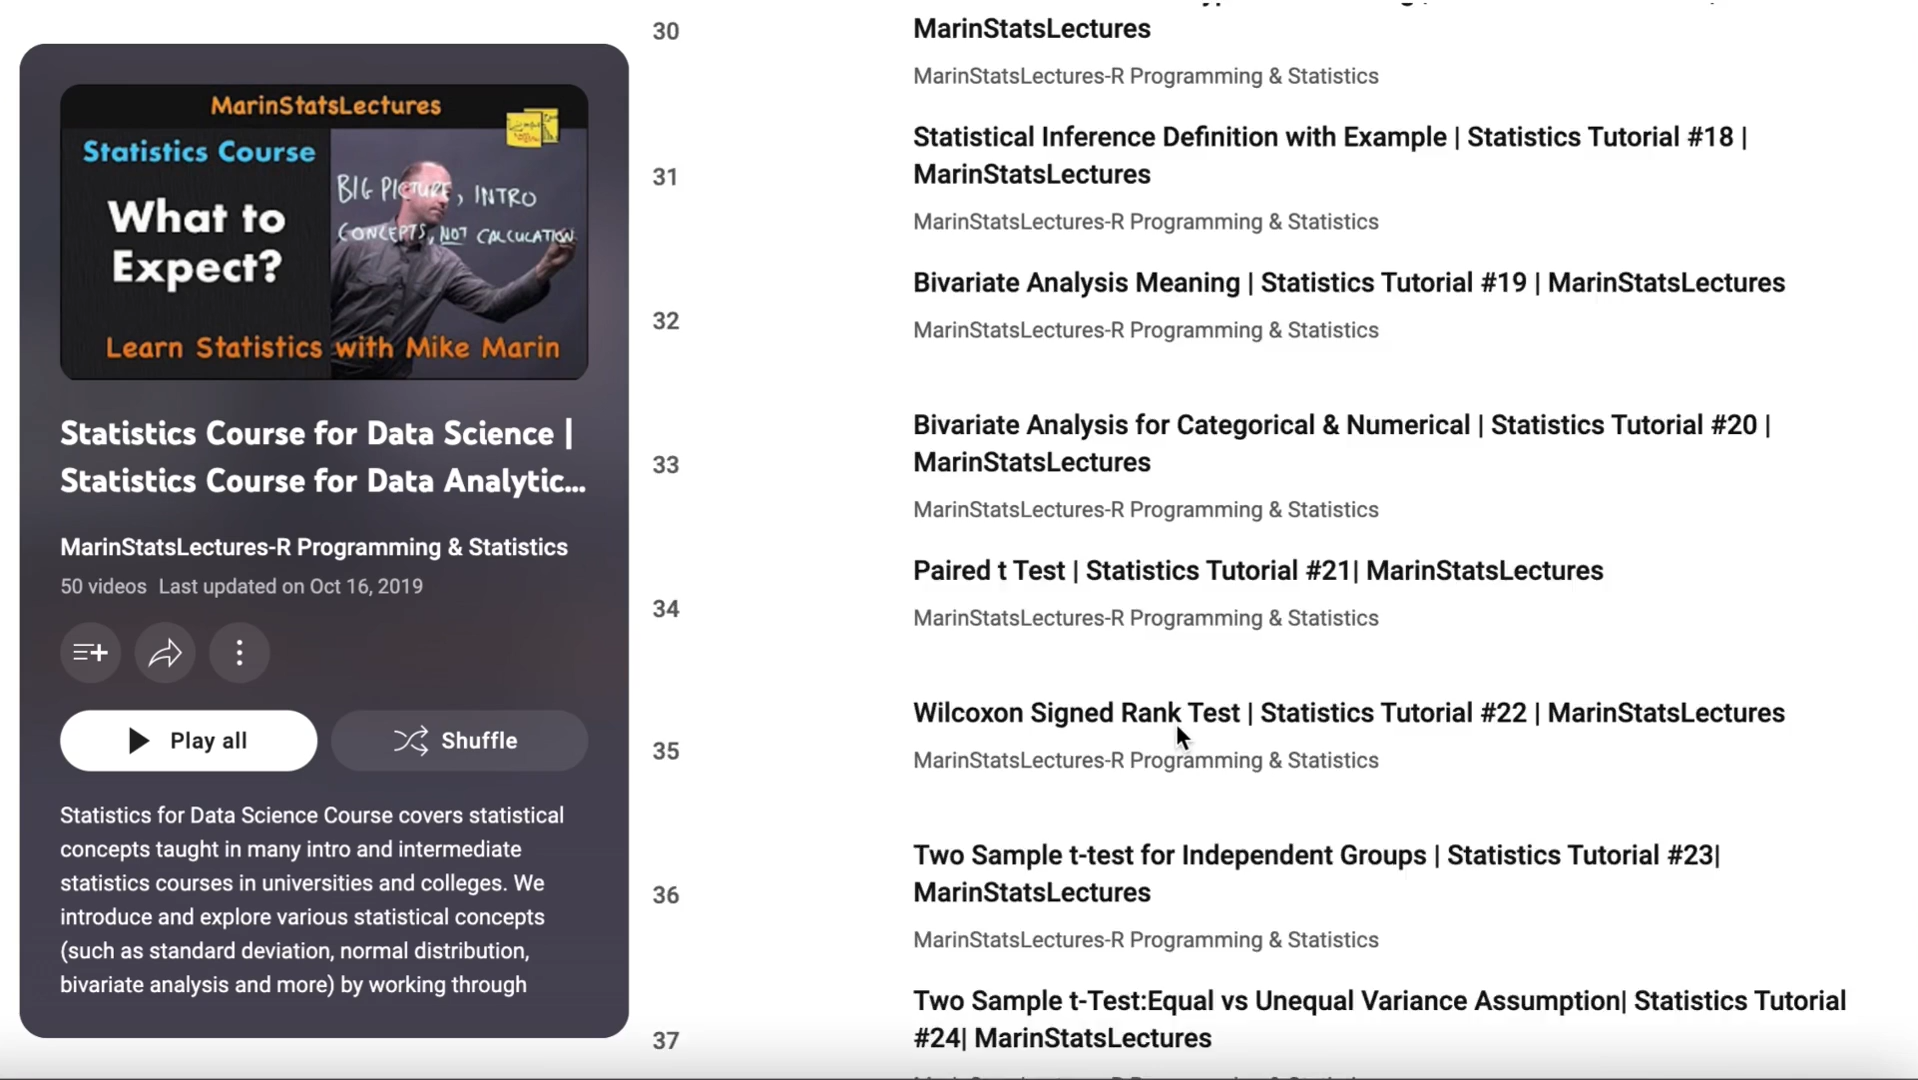 MarinStatsLectures
Statistics Course
What to
Expect?
BIG PICTURE, INTRO
CONCEPTS, NOT CALCULATION
Learn Statistics with Mike Marin
Statistics Course for Data Science |
Statistics Course for Data Analytic...
MarinStatsLectures-R Programming & Statistics
50 videos Last updated on Oct 16, 2019
Play all
Shuffle
Statistics for Data Science Course covers statistical
concepts taught in many intro and intermediate
statistics courses in universities and colleges. We
introduce and explore various statistical concepts
(such as standard deviation, normal distribution,
bivariate analysis and more) by working through
30
MarinStatsLectures
MarinStatsLectures-R Programming & Statistics
31
Statistical Inference Definition with Example | Statistics Tutorial #18 |
MarinStatsLectures
MarinStatsLectures-R Programming & Statistics
32
Bivariate Analysis Meaning | Statistics Tutorial #19 | MarinStatsLectures
MarinStatsLectures-R Programming & Statistics
33
Bivariate Analysis for Categorical & Numerical | Statistics Tutorial #20 |
MarinStatsLectures
MarinStatsLectures-R Programming & Statistics
34
Paired t Test | Statistics Tutorial #21| MarinStatsLectures
MarinStatsLectures-R Programming & Statistics
35
Wilcoxon Signed Rank Test | Statistics Tutorial #22 | MarinStatsLectures
MarinStatsLectures-R Programming & Statistics
36
Two Sample t-test for Independent Groups | Statistics Tutorial #23|
MarinStatsLectures
MarinStatsLectures-R Programming & Statistics
37
Two Sample t-Test:Equal vs Unequal Variance Assumption| Statistics Tutorial
#24| MarinStatsLectures